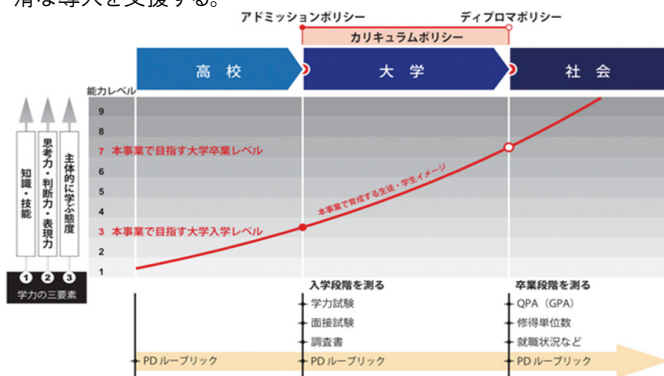 滑な導入を支援する。
アドミッションポリシー
ディプロマポリシー
カリキュラムポリシー
高 校
大 学
社 会
能力レベル
9
8
7 本事業で目指す大学卒業レベル
6
5
4
3 本事業で目指す大学入学レベル
2
1
本事業で育成する生徒・学生イメージ
知識・技能
思考力・判断力・表現力
主体的に学ぶ態度
1 2 3
学力の三要素
入学段階を測る
学力試験
面接試験
調査書
卒業段階を測る
QPA（GPA）
修得単位数
就職状況など
PDルーブリック
PDルーブリック
PDルーブリック